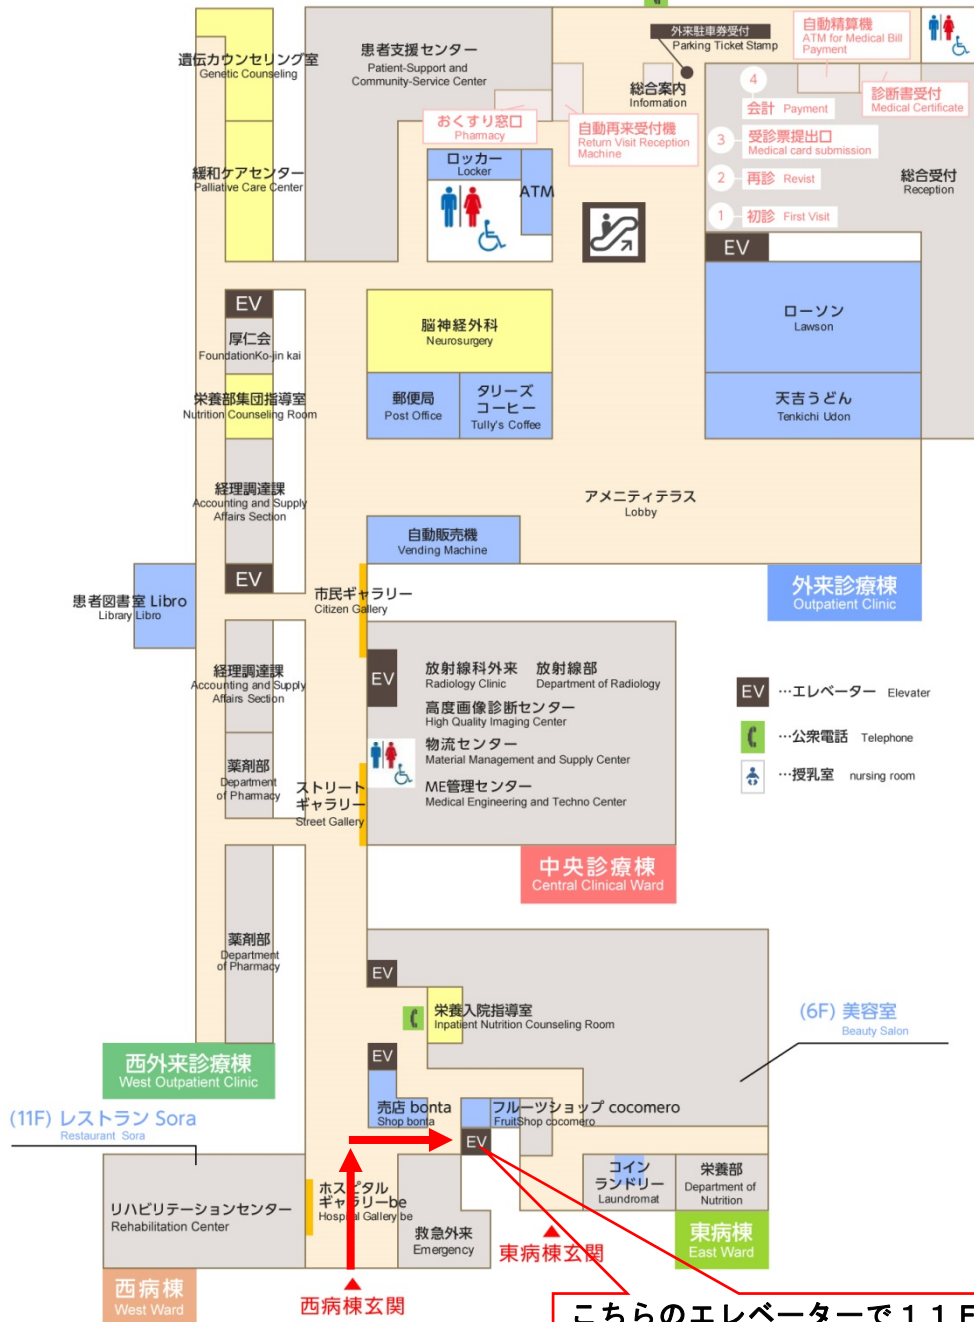 外来駐車券受付
Parking Ticket Stamp
自動精算機
ATM for Medical Bill
Payment
遺伝カウンセリング室
Genetic Counseling
患者支援センター
Patient-Support and
Community-Service Center
総合案内
Information
4
会計 Payment
診断書受付
Medical Certificate
おくすり窓口
Pharmacy
自動再来受付機
Return Visit Reception
Machine
3
受診票提出口
Medical card submission
緩和ケアセンター
Palliative Care Center
ロッカー
Locker
ATM
2
再診 Revist
総合受付
Reception
1
初診 First Visit
EV
EV
厚仁会
FoundationKo-jin kai
脳神経外科
Neurosurgery
ローソン
Lawson
栄養部集団指導室
Nutrition Counseling Room
郵便局
Post Office
タリーズ
コーヒー
Tully's Coffee
天吉うどん
Tenkichi Udon
経理調達課
Accounting and Supply
Affairs Section
アメニティテラス
Lobby
自動販売機
Vending Machine
EV
患者図書室 Libro
Library Libro
市民ギャラリー
Citizen Gallery
外来診療棟
Outpatient Clinic
経理調達課
Accounting and Supply
Affairs Section
EV
放射線科外来
Radiology Clinic
放射線部
Department of Radiology
高度画像診断センター
High Quality Imaging Center
物流センター
Material Management and Supply Center
ME管理センター
Medical Engineering and Techno Center
EV …エレベーター Elevater
…公衆電話 Telephone
…授乳室 nursing room
薬剤部
Department
of Pharmacy
ストリート
ギャラリー
Street Gallery
中央診療棟
Central Clinical Ward
薬剤部
Department
of Pharmacy
EV
栄養入院指導室
Inpatient Nutrition Counseling Room
(6F) 美容室
Beauty Salon
西外来診療棟
West Outpatient Clinic
EV
売店 bonta
Shop bonta
フルーツショップ cocomero
FruitShop cocomero
EV
(11F) レストラン Sora
Restaurant Sora
リハビリテーションセンター
Rehabilitation Center
ホスピタル
ギャラリーbe
Hospital Gallery be
救急外来
Emergency
コイン
ランドリー
Laundromat
栄養部
Department of
Nutrition
東病棟玄関
東病棟
East Ward
西病棟
West Ward
西病棟玄関
こちらのエレベーターで１１F